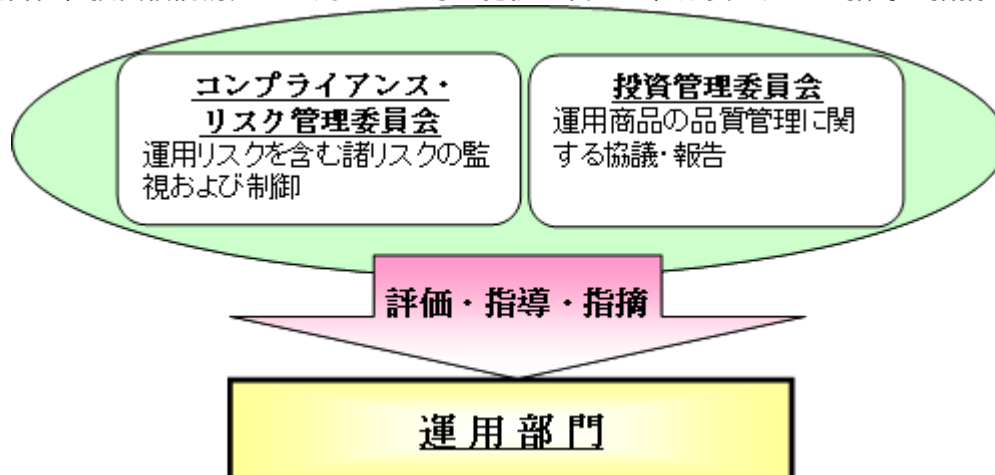 コンプライアンス・
リスク管理委員会
運用リスクを含む諸リスクの監
視および制御
投資管理委員会
運用商品の品質管理に関
する協議・報告
評価・指導・指摘
運用部門